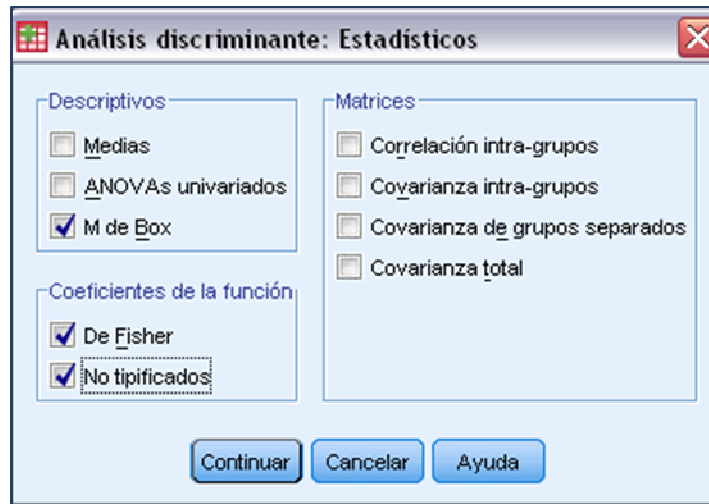 Análisis discriminante: Estadísticos
Descriptivos
Medias
ANOVAs univariados
M de Box
Coeficientes de la función
De Fisher
No tipificados
Matrices
Correlación intra-grupos
Covarianza intra-grupos
Covarianza de grupos separados
Covarianza total
Continuar
Cancelar
Ayuda